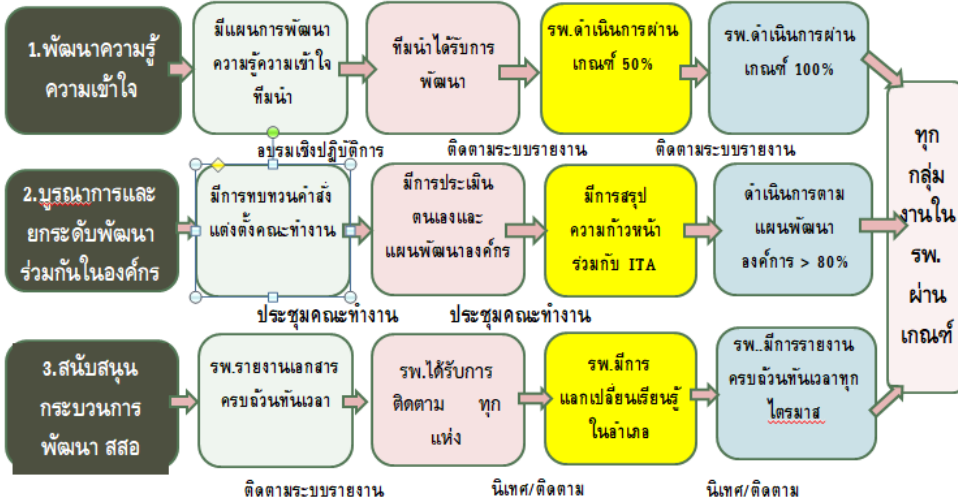 1.พัฒนาความรู้
ความเข้าใจ
มีแผนการพัฒนา
ความรู้ความเข้าใจ
ทีมนำ
ทีมนำได้รับการ
พัฒนา
รพ.ดำเนินการผ่าน
เกณฑ์ 50%
รพ.ดำเนินการผ่าน
เกณฑ์ 100%
อบรมเชิงปฏิบัติการ
ติดตามระบบรายงาน
ติดตามระบบรายงาน
2.บูรณาการและ
ยกระดับพัฒนา
ร่วมกันในองค์กร
มีการทบทวนคำสั่ง
แต่งตั้งคณะทำงาน
มีการประเมิน
ตนเองและ
แผนพัฒนาองค์กร
มีการสรุป
ความก้าวหน้า
ร่วมกับ ITA
ดำเนินการตาม
แผนพัฒนา
องค์การ > 80%
ประชุมคณะทำงาน
ประชุมคณะทำงาน
3.สนับสนุน
กระบวนการ
พัฒนา สสอ
รพ.รายงานเอกสาร
ครบถ้วนทันเวลา
รพ.ได้รับการ
ติดตาม ทุก
แห่ง
รพ.มีการ
แลกเปลี่ยนเรียนรู้
ในอำเภอ
รพ..มีการรายงาน
ครบถ้วนทันเวลาทุก
ไตรมาส
ติดตามระบบรายงาน
นิเทศ/ติดตาม
นิเทศ/ติดตาม
ทุก
กลุ่ม
งานใน
รพ.
ผ่าน
เกณฑ์